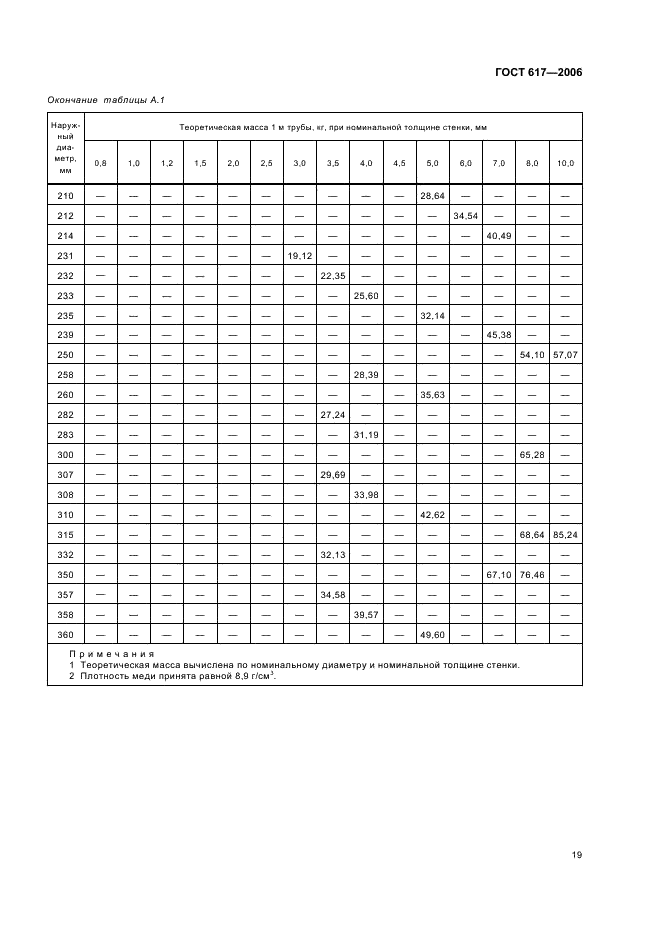 ГОСТ 617—2006
Окончание таблицы А.1
Наруж-
ный
диа-
метр,
мм
Теоретическая масса 1 м трубы, кг, при номинальной толщине стенки, мм
0,8 1,0 1,2 1,5 2,0 2,5 3,0 3,5 4,0 4,5 5,0 6,0 7,0 8,0 10,0
210 — — — — — — — — — — 28,64 — — — —
212 — — — — — — — — — — — 34,54 — — —
214 — — — — — — — — — — — — 40,49 — —
231 — — — — — — 19,12 — — — — — — — —
232 — — — — — — — 22,35 — — — — — — —
233 — — — — — — — — 25,60 — — — — — —
235 — — — — — — — — — — 32,14 — — — —
239 — — — — — — — — — — — — 45,38 — —
250 — — — — — — — — — — — — — 54,10 57,07
258 — — — — — — — — 28,39 — — — — — —
260 — — — — — — — — — — 35,63 — — — —
282 — — — — — — — 27,24 — — — — — — —
283 — — — — — — — — 31,19 — — — — — —
300 — — — — — — — — — — — — — 65,28 —
307 — — — — — — — 29,69 — — — — — — —
308 — — — — — — — — 33,98 — — — — — —
310 — — — — — — — — — — 42,62 — — — —
315 — — — — — — — — — — — — — 68,64 85,24
332 — — — — — — — 32,13 — — — — — — —
350 — — — — — — — — — — — — 67,10 76,46 —
357 — — — — — — — 34,58 — — — — — — —
358 — — — — — — — — 39,57 — — — — — —
360 — — — — — — — — — — 49,60 — — — —
Примечания
1 Теоретическая масса вычислена по номинальному диаметру и номинальной толщине стенки.
2 Плотность меди принята равной 8,9 г/см³.
19